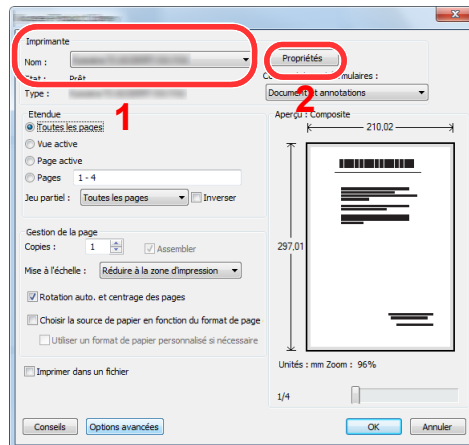 Imprimante
Nom :
Propriétés
Stat : Prêt
Type :
Document et annotations
1
2
Etendue
Toutes les pages
Vue active
Page active
Pages 1 - 4
Jeu partiel : Toutes les pages Inverser
Aperçu : Composite
210,02
297,01
Gestion de la page
Copies : 1 Assembler
Mise à l'échelle : Réduire à la zone d'impression
Rotation auto. et centrage des pages
Choisir la source de papier en fonction du format de page
Utiliser un format de papier personnalisé si nécessaire
Imprimer dans un fichier
Unités : mm Zoom : 96%
1/4
Conseils
Options avancées
OK
Annuler